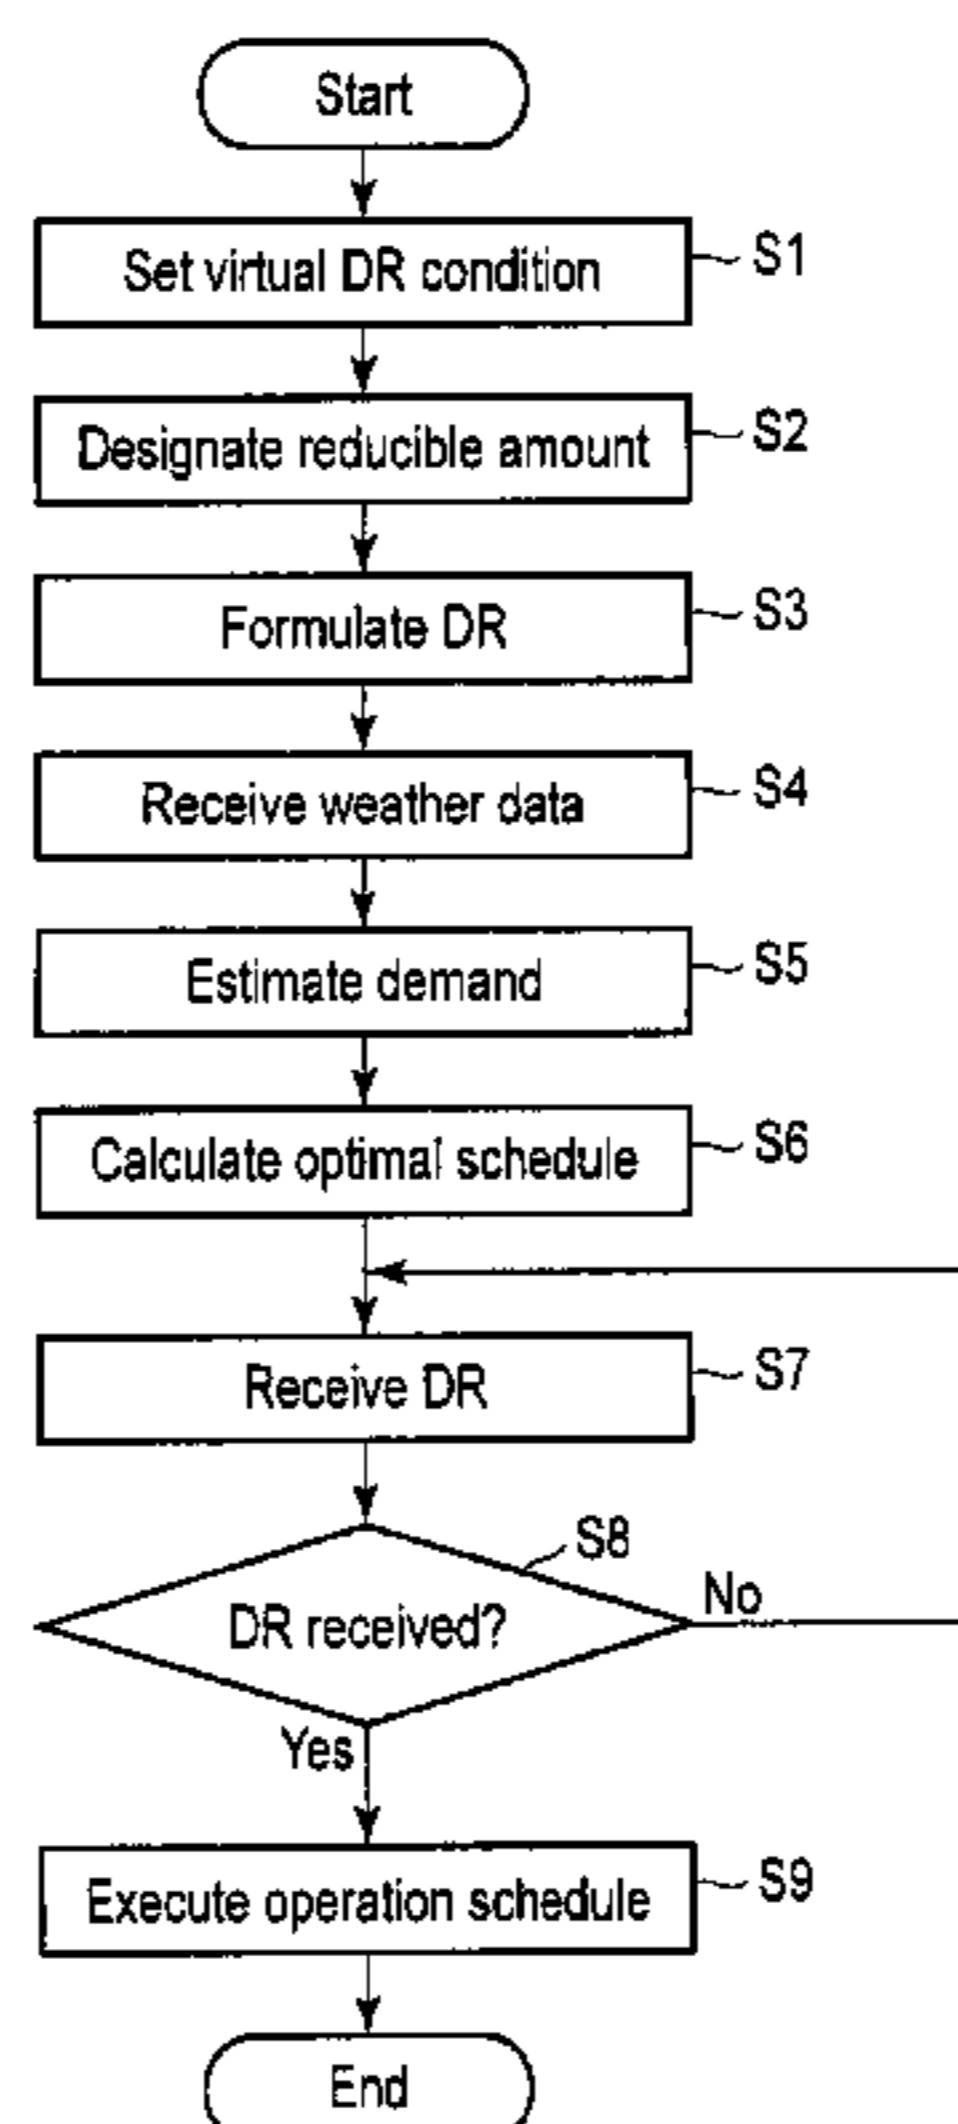 Start
Set virtual DR condition
S1
Designate reducible amount
S2
Formulate DR
S3
Receive weather data
S4
Estimate demand
S5
Calculate optimal schedule
S6
Receive DR
S7
S8
DR received?
No
Yes
Execute operation schedule
S9
End